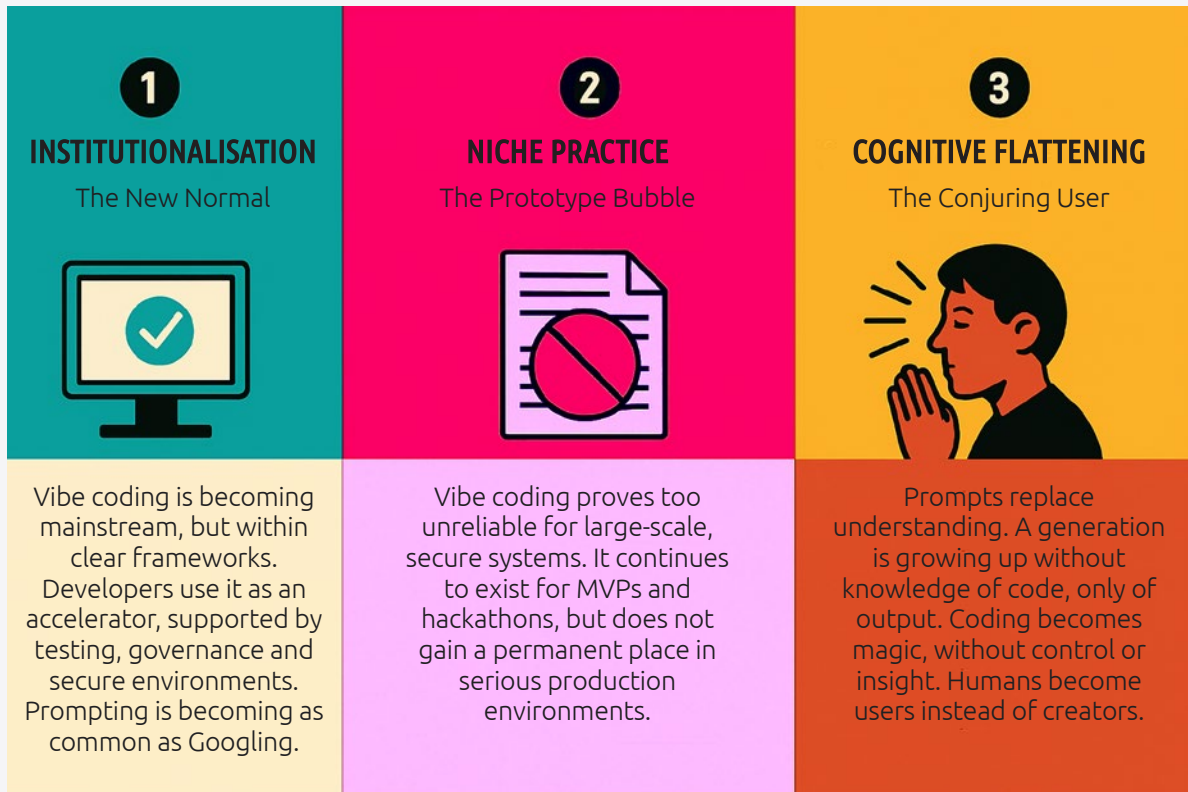 1
INSTITUTIONALISATION
The New Normal
Vibe coding is becoming
mainstream, but within
clear frameworks.
Developers use it as an
accelerator, supported by
testing, governance and
secure environments.
Prompting is becoming as
common as Googling.
2
NICHE PRACTICE
The Prototype Bubble
Vibe coding proves too
unreliable for large-scale,
secure systems. It continues
to exist for MVPs and
hackathons, but does not
gain a permanent place in
serious production
environments.
3
COGNITIVE FLATTENING
The Conjuring User
Prompts replace
understanding. A generation
is growing up without
knowledge of code, only of
output. Coding becomes
magic, without control or
insight. Humans become
users instead of creators.